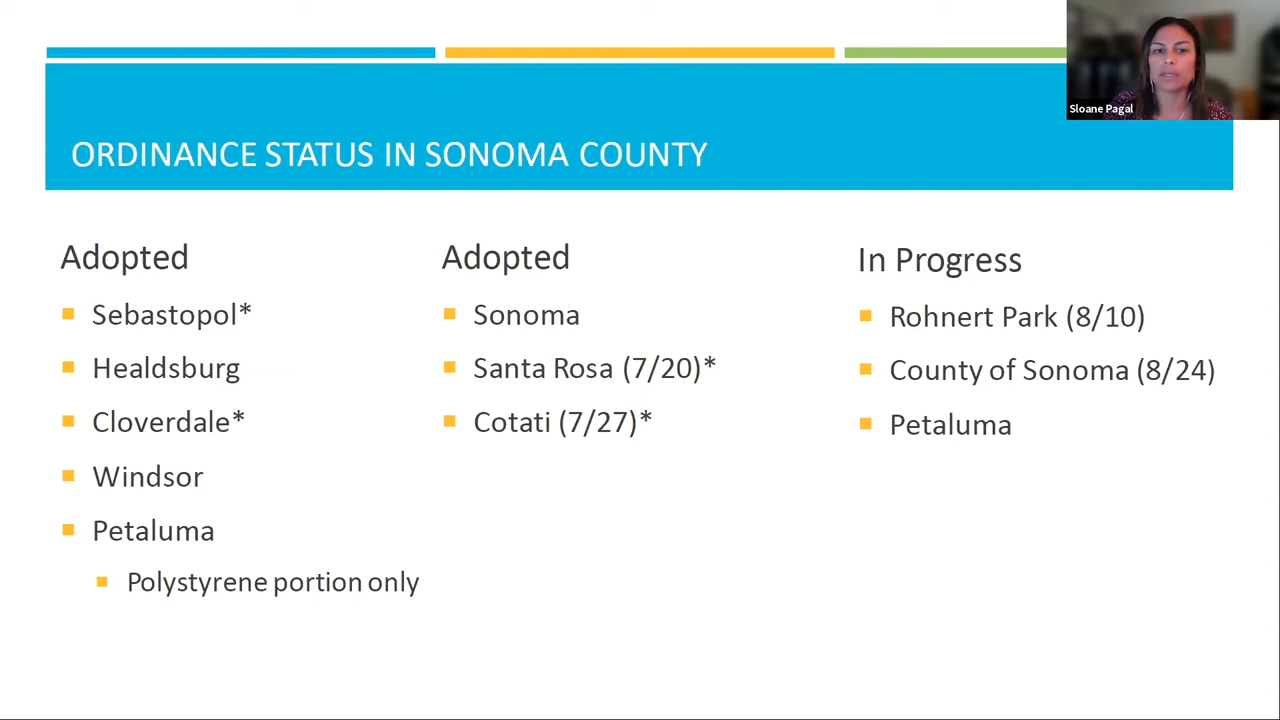 Sloane Pagal
ORDINANCE STATUS IN SONOMA COUNTY
Adopted
Sebastopol*
Healdsburg
Cloverdale*
Windsor
Petaluma
Polystyrene portion only
Adopted
Sonoma
Santa Rosa (7/20)*
Cotati (7/27)*
In Progress
Rohnert Park (8/10)
County of Sonoma (8/24)
Petaluma